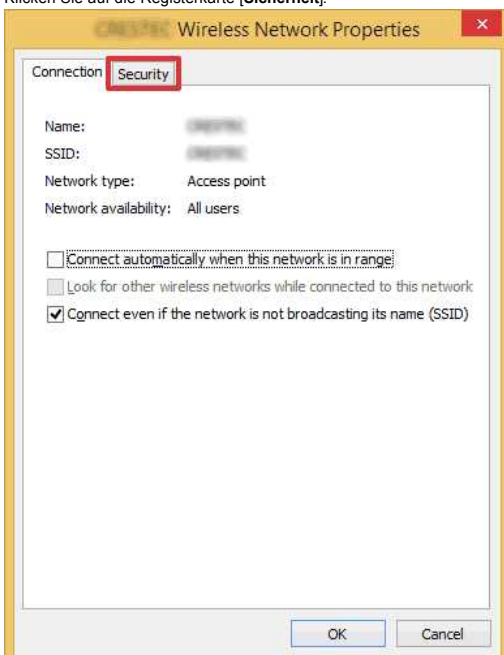 Klicken Sie auf die Registerkarte [Sicherheit].
Wireless Network Properties
Connection Security
Name:
SSID:
Network type: Access point
Network availability: All users
Connect automatically when this network is in range
Look for other wireless networks while connected to this network
Connect even if the network is not broadcasting its name (SSID)
OK Cancel